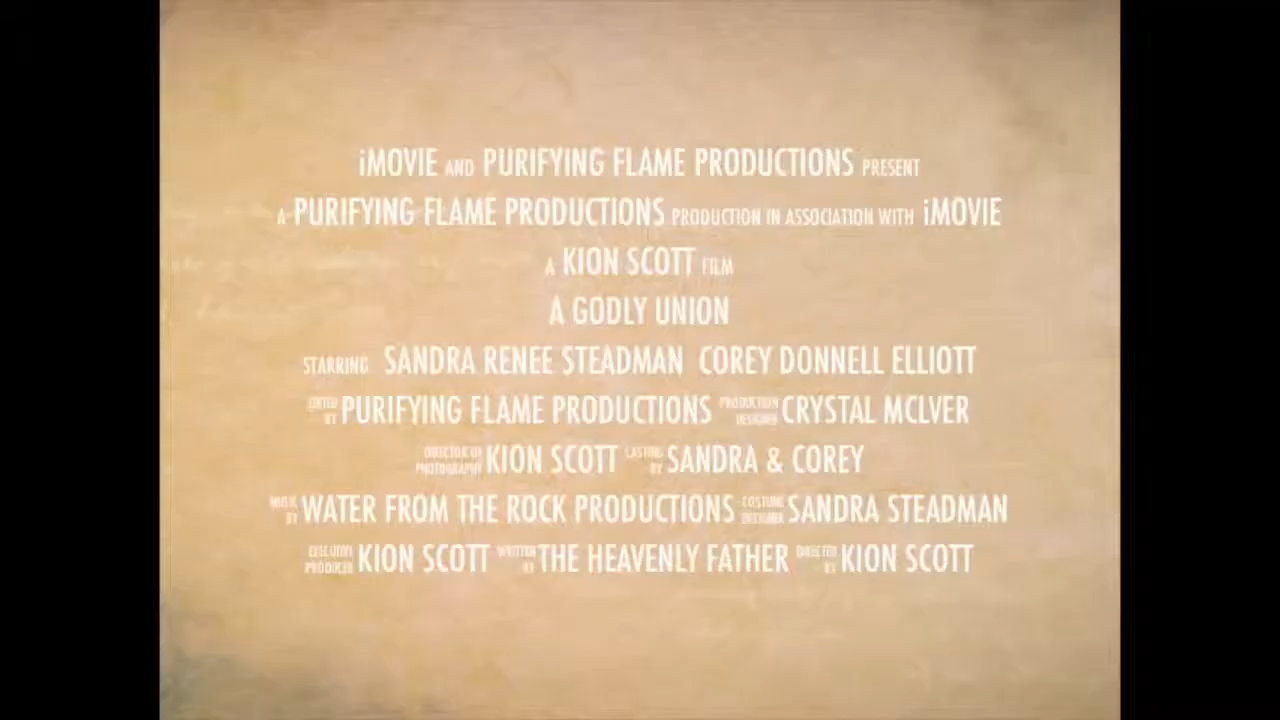 iMOVIE AND PURIFYING FLAME PRODUCTIONS PRESENT
A PURIFYING FLAME PRODUCTIONS PRODUCTION IN ASSOCIATION WITH iMOVIE
A KION SCOTT FILM
A GODLY UNION
STARRING SANDRA RENEE STEADMAN COREY DONNELL ELLIOTT
EDITED BY PURIFYING FLAME PRODUCTIONS PRODUCTION DESIGNER CRYSTAL MCLVER
DIRECTOR OF PHOTOGRAPHY KION SCOTT CASTING BY SANDRA & COREY
MUSIC BY WATER FROM THE ROCK PRODUCTIONS COSTUME DESIGNER SANDRA STEADMAN
EXECUTIVE PRODUCER KION SCOTT WRITTEN BY THE HEAVENLY FATHER DIRECTED BY KION SCOTT